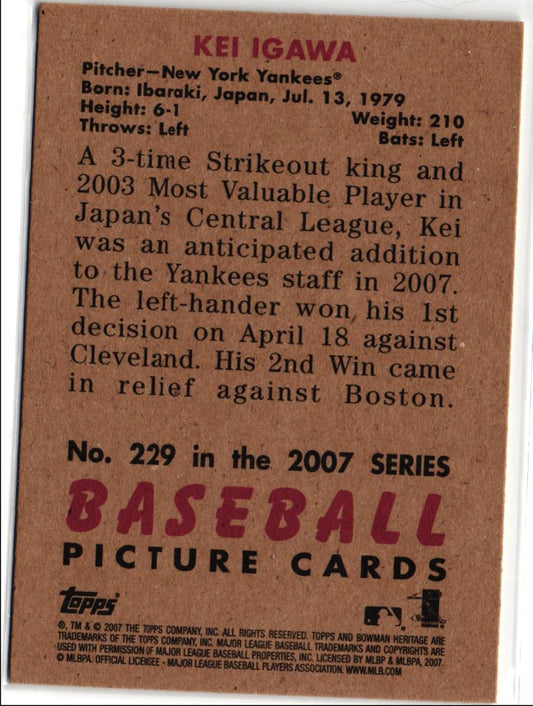 KEI IGAWA
Pitcher—New York Yankees®
Born: Ibaraki, Japan, Jul. 13, 1979
Height: 6-1 Weight: 210
Throws: Left Bats: Left
A 3-time Strikeout king and
2003 Most Valuable Player in
Japan's Central League, Kei
was an anticipated addition
to the Yankees staff in 2007.
The left-hander won his 1st
decision on April 18 against
Cleveland. His 2nd Win came
in relief against Boston.
No. 229 in the 2007 SERIES
BASEBALL
PICTURE CARDS
Topps
®, TM & © 2007 THE TOPPS COMPANY, INC. ALL RIGHTS RESERVED. TOPPS AND BOWMAN HERITAGE ARE
TRADEMARKS OF THE TOPPS COMPANY, INC. MAJOR LEAGUE BASEBALL TRADEMARKS AND COPYRIGHTS ARE
USED WITH PERMISSION OF MAJOR LEAGUE BASEBALL PROPERTIES, INC. LICENSED BY MLBP & MLBPA, 2007.
© MLBPA. OFFICIAL LICENSEE - MAJOR LEAGUE BASEBALL PLAYERS ASSOCIATION. WWW.MLB.COM